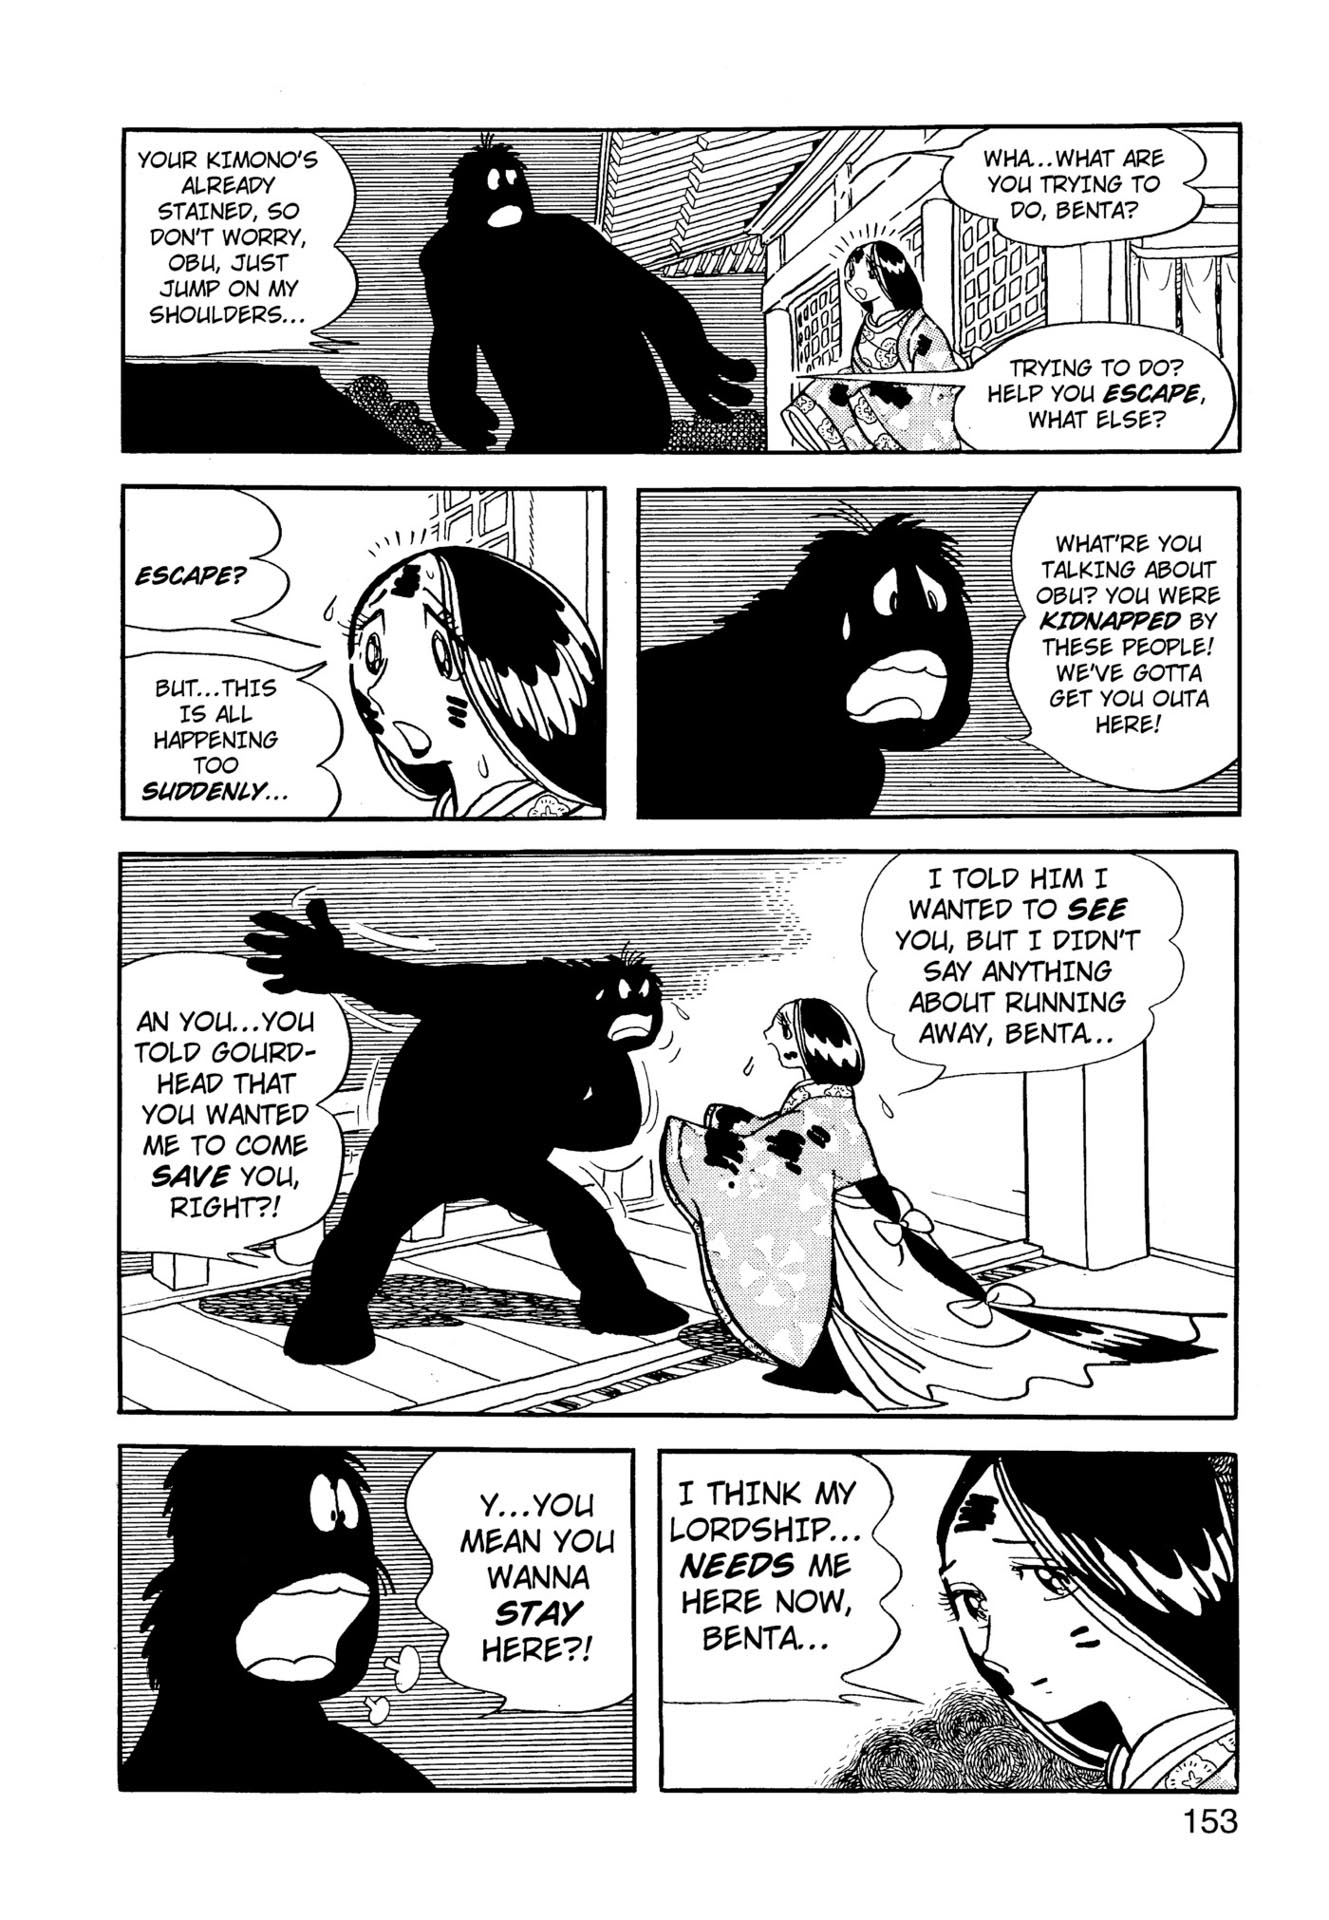 YOUR KIMONO'S
ALREADY
STAINED, SO
DON'T WORRY,
OBU, JUST
JUMP ON MY
SHOULDERS...
WHA...WHAT ARE
YOU TRYING TO
DO, BENTA?
TRYING TO DO?
HELP YOU ESCAPE,
WHAT ELSE?
ESCAPE?
BUT...THIS
IS ALL
HAPPENING
TOO
SUDDENLY...
WHAT'RE YOU
TALKING ABOUT
OBU? YOU WERE
KIDNAPPED BY
THESE PEOPLE!
WE'VE GOTTA
GET YOU OUTA
HERE!
AN YOU...YOU
TOLD GOURD-
HEAD THAT
YOU WANTED
ME TO COME
SAVE YOU,
RIGHT?!
I TOLD HIM I
WANTED TO SEE
YOU, BUT I DIDN'T
SAY ANYTHING
ABOUT RUNNING
AWAY, BENTA...
Y...YOU
MEAN YOU
WANNA
STAY
HERE?!
I THINK MY
LORDSHIP...
NEEDS ME
HERE NOW,
BENTA...
153